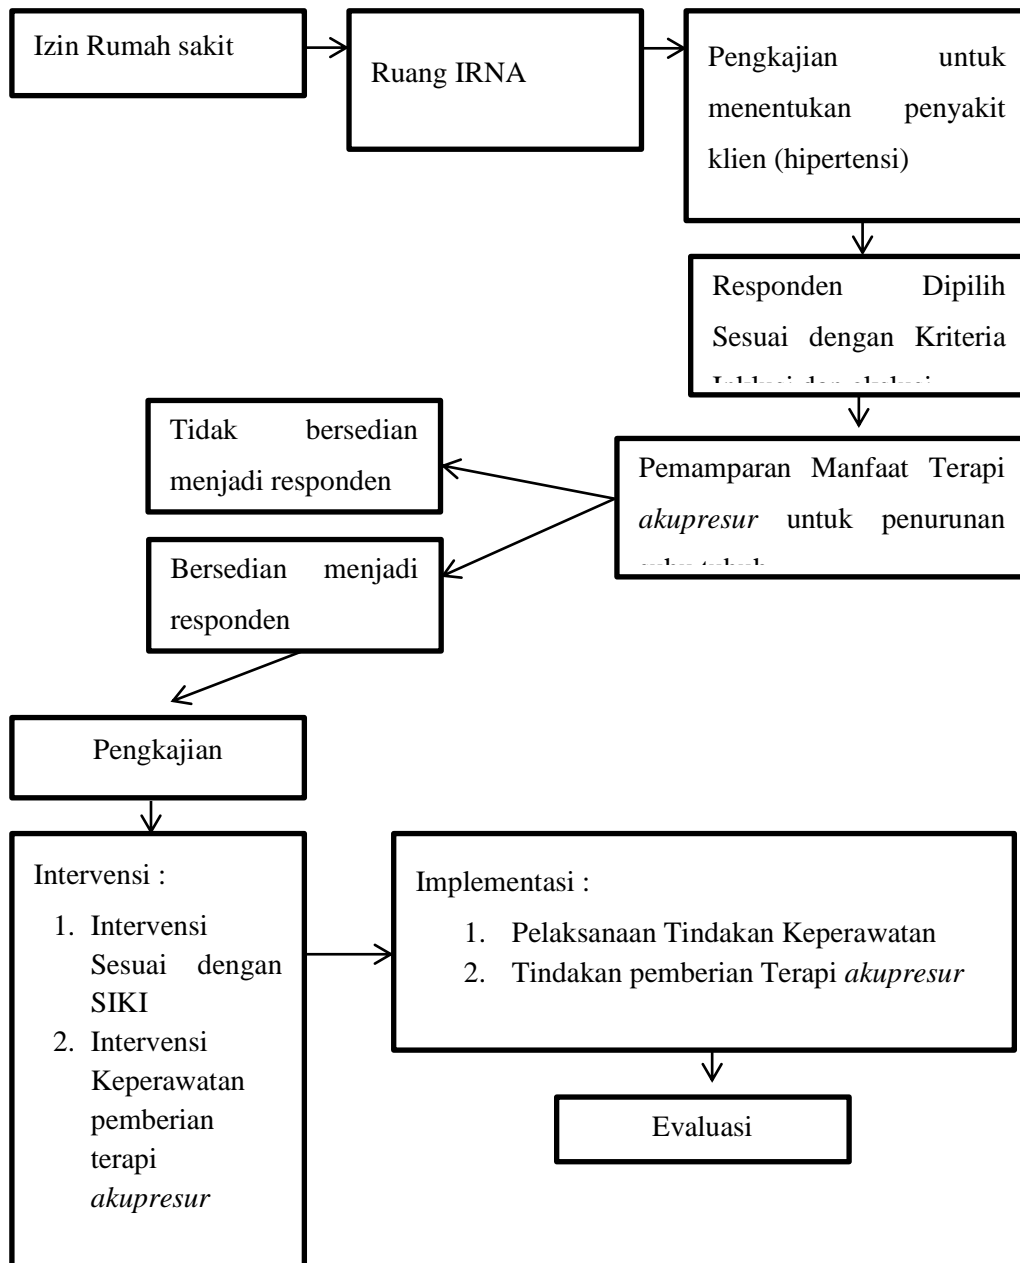 Izin Rumah sakit
Ruang IRNA
Pengkajian untuk
menentukan penyakit
klien (hipertensi)
Responden Dipilih
Sesuai dengan Kriteria
Tidak bersedian
menjadi responden
Pemamparan Manfaat Terapi
akupresur untuk penurunan
Bersedian menjadi
responden
Pengkajian
Intervensi :
1. Intervensi
Sesuai dengan
SIKI
2. Intervensi
Keperawatan
pemberian
terapi
akupresur
Implementasi :
1. Pelaksanaan Tindakan Keperawatan
2. Tindakan pemberian Terapi akupresur
Evaluasi